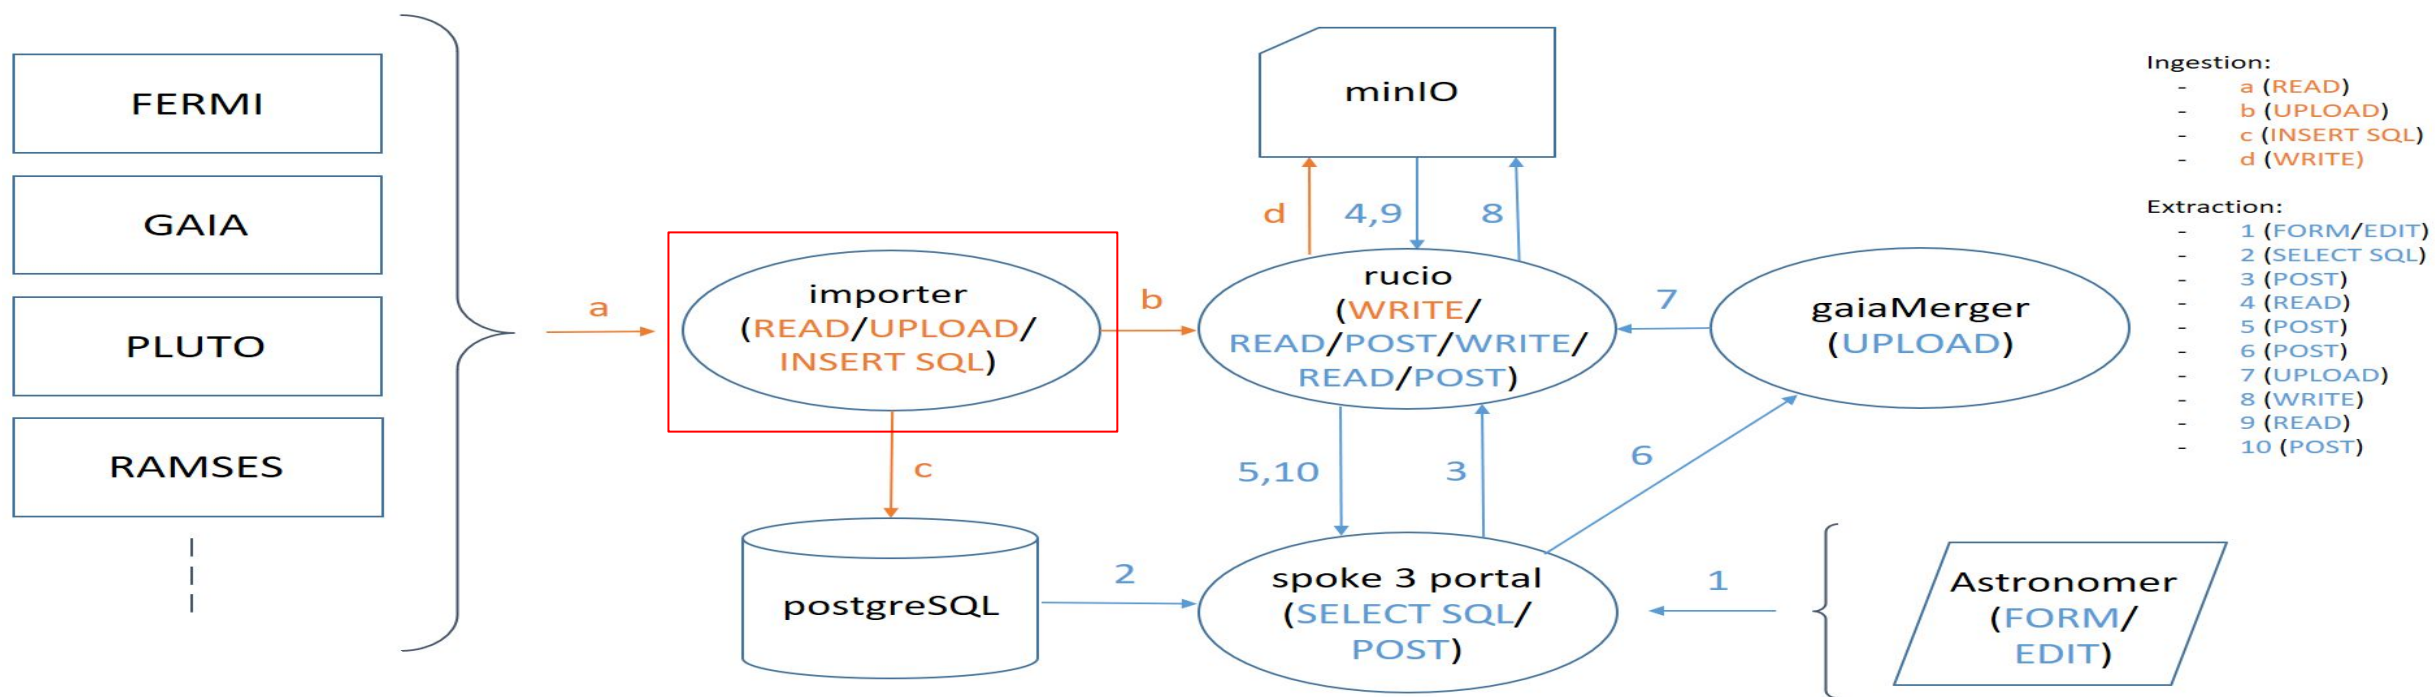 FERMI
GAIA
PLUTO
RAMSES
a
importer
(READ/UPLOAD/
INSERT SQL)
b
c
postgreSQL
2
minIO
d
4,9
8
rucio
(WRITE/
READ/POST/WRITE/
READ/POST)
7
gaiaMerger
(UPLOAD)
5,10
3
6
spoke 3 portal
(SELECT SQL/
POST)
1
Astronomer
(FORM/
EDIT)
Ingestion:
- a (READ)
- b (UPLOAD)
- c (INSERT SQL)
- d (WRITE)
Extraction:
- 1 (FORM/EDIT)
- 2 (SELECT SQL)
- 3 (POST)
- 4 (READ)
- 5 (POST)
- 6 (POST)
- 7 (UPLOAD)
- 8 (WRITE)
- 9 (READ)
- 10 (POST)